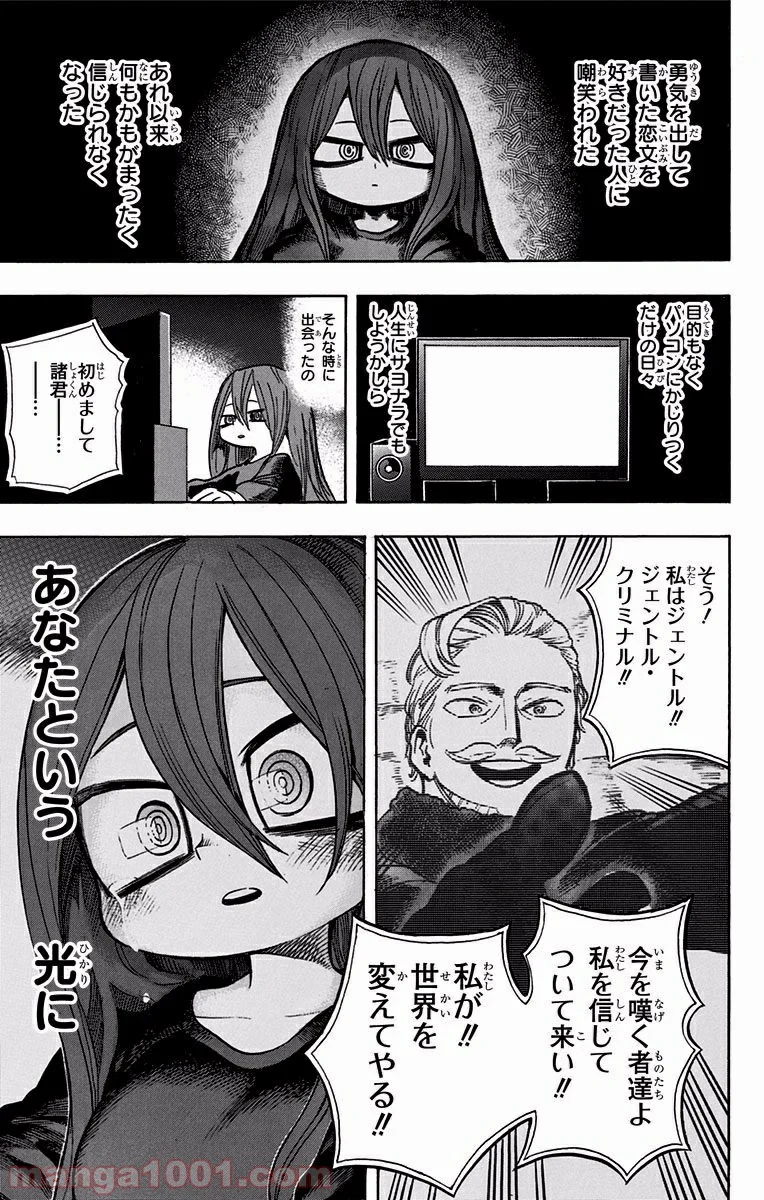 勇気を出して
書いた恋文を
好きだった人に
嘲笑われた
あれ以来
何もかもがまったく
信じられなく
なった
目的もなく
パソコンにかじりつく
だけの日々
人生にサヨナラでも
しようかしら
そんな時に
出会ったの
初めまして
諸君――
――…
そう!
私はジェントル!!
ジェントル・
クリミナル!!
今を嘆く者達よ
私を信じて
ついて来い!!
私が!!
世界を
変えてやる!!
あなたという
光に
manga1001.com